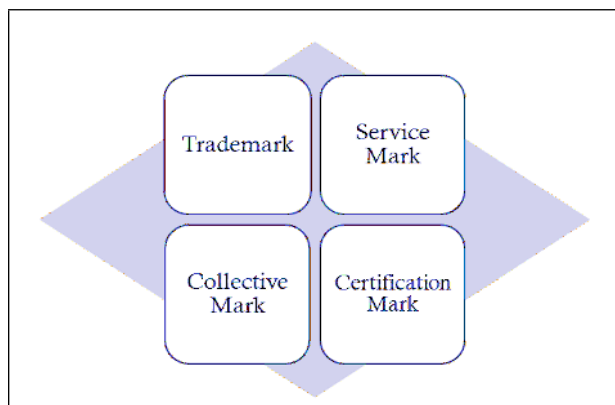 Trademark
Service
Mark
Collective
Mark
Certification
Mark